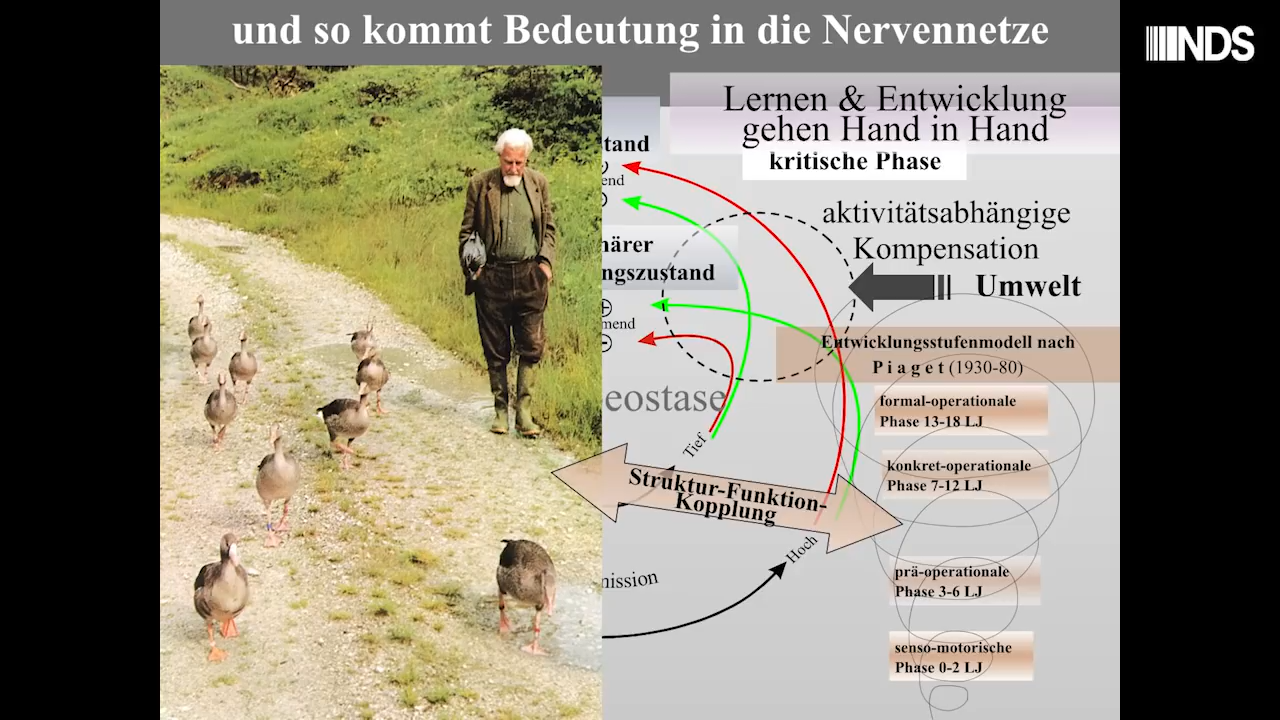 und so kommt Bedeutung in die Nervennetze
NDS
Lernen & Entwicklung
gehen Hand in Hand
kritische Phase
tand
end
aktivitätsabhängige
Kompensation
Umwelt
närer
ngszustand
mend
Entwicklungsstufenmodell nach
Piaget (1930-80)
eostase
formal-operationale
Phase 13-18 LJ
Tief
konkret-operationale
Phase 7-12 LJ
Struktur-Funktion-
Kopplung
Hoch
nission
prä-operationale
Phase 3-6 LJ
senso-motorische
Phase 0-2 LJ